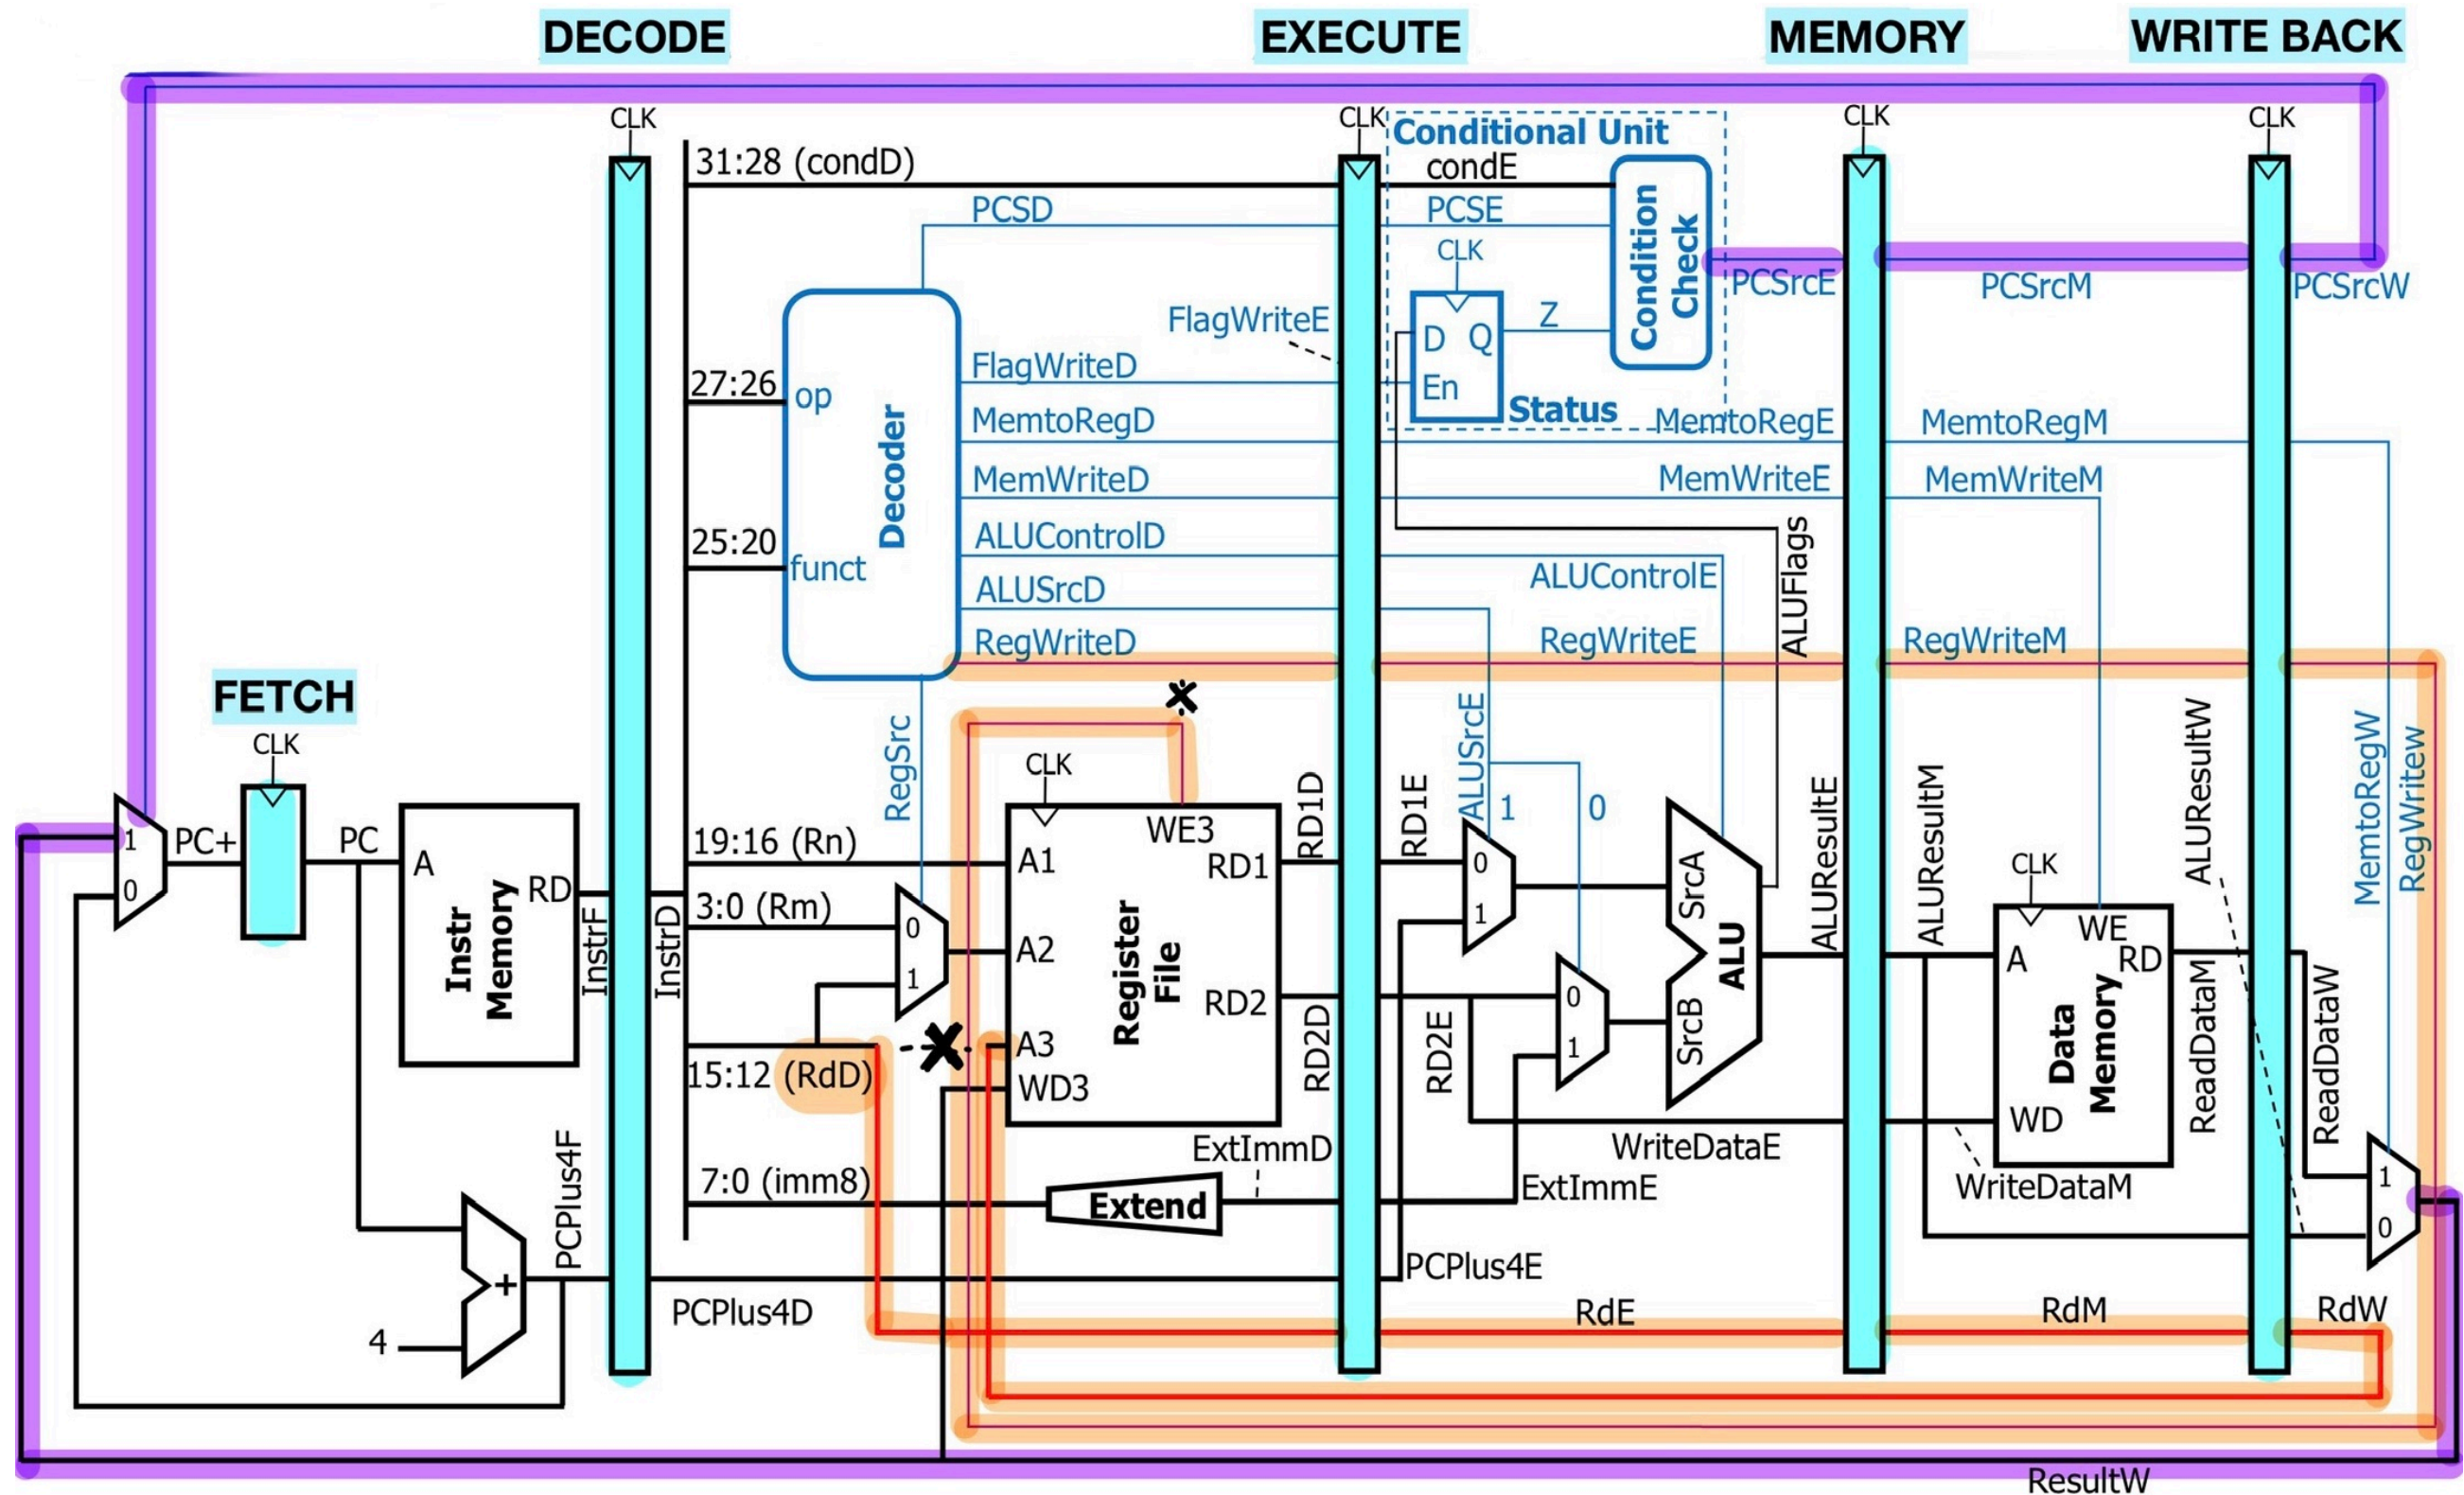 DECODE
EXECUTE
MEMORY
WRITE BACK
CLK
CLK
CLK
CLK
Conditional Unit
31:28 (condD)
condE
PCSD
PCSE
CLK
Condition
Check
PCSrcE
PCSrcM
PCSrcW
FlagWriteE
D
Q
Z
En
Status
27:26
op
Decoder
FlagWriteD
MemtoRegD
MemtoRegE
MemtoRegM
MemWriteD
MemWriteE
MemWriteM
25:20
funct
ALUControlD
ALUControlE
ALUFlags
ALUSrcD
RegWriteD
RegWriteE
RegWriteM
FETCH
CLK
RegSrc
ALUSrcE
1
0
ALUResultW
MemtoRegW
RegWritew
CLK
WE3
1
0
PC+
PC
A
Instr
Memory
RD
InstrF
InstrD
19:16 (Rn)
3:0 (Rm)
0
1
A1
A2
A3
WD3
Register
File
RD1
RD2
RD1D
RD1E
RD2D
RD2E
0
1
0
1
SrcA
SrcB
ALU
ALUResultE
ALUResultM
CLK
A
WE
RD
Data
Memory
WD
ReadDataM
ReadDataW
15:12 (RdD)
7:0 (imm8)
Extend
ExtImmD
ExtImmE
WriteDataE
WriteDataM
1
0
PCPlus4F
+
4
PCPlus4D
PCPlus4E
RdE
RdM
RdW
ResultW